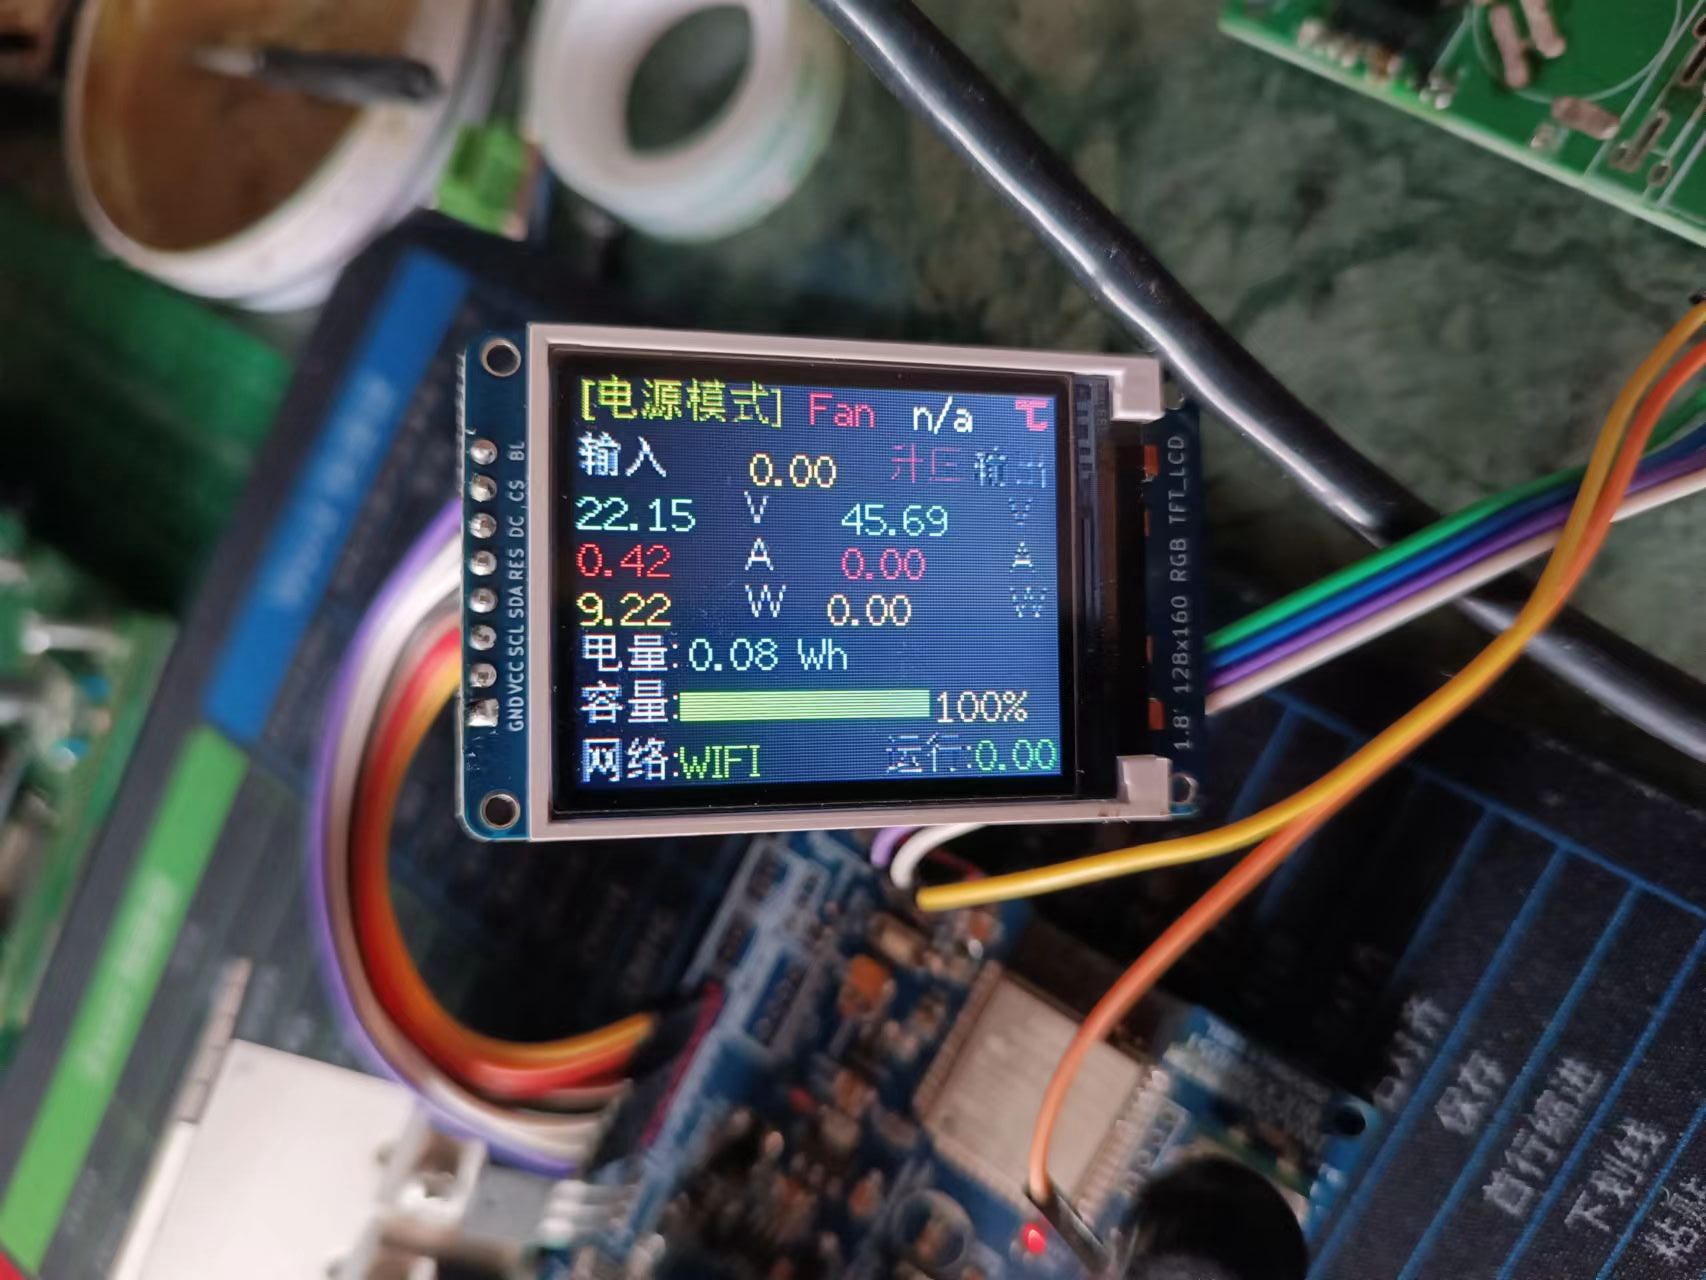 [电源模式] Fan n/a ℃
输入 0.00 升压 输出
22.15 V 45.69 V
0.42 A 0.00 A
9.22 W 0.00 W
电量:0.08 Wh
容量:100%
网络:WIFI 运行:0.00
GND VCC SCL SDA RES DC CS BL
1.8' 128x160 RGB TFT_LCD
保存
自行缩进
下划线